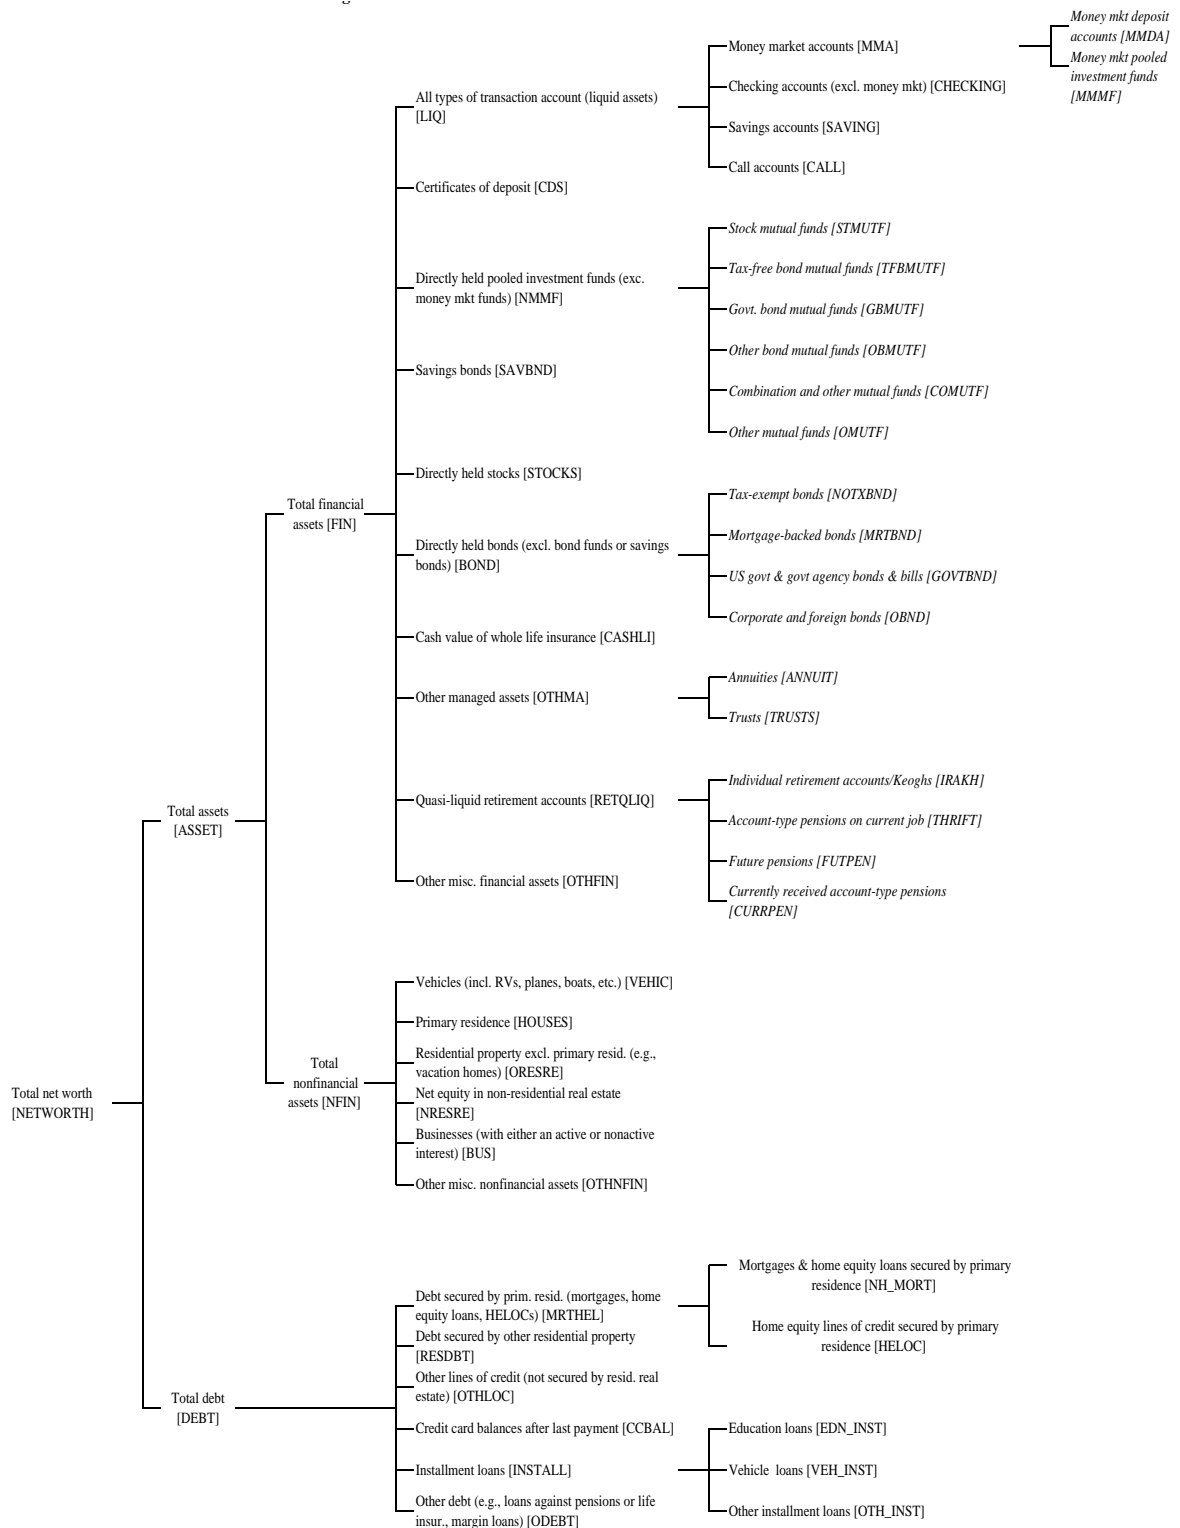 Money mkt deposit
accounts [MMDA]
Money mkt pooled
investment funds
[MMMF]
Money market accounts [MMA]
Checking accounts (excl. money mkt) [CHECKING]
All types of transaction account (liquid assets)
[LIQ]
Savings accounts [SAVING]
Call accounts [CALL]
Certificates of deposit [CDS]
Stock mutual funds [STMUTF]
Tax-free bond mutual funds [TFBMUTF]
Directly held pooled investment funds (exc.
money mkt funds) [NMMF]
Govt. bond mutual funds [GBMUTF]
Other bond mutual funds [OBMUTF]
Savings bonds [SAVBND]
Combination and other mutual funds [COMUTF]
Other mutual funds [OMUTF]
Directly held stocks [STOCKS]
Total financial
assets [FIN]
Tax-exempt bonds [NOTXBND]
Mortgage-backed bonds [MRTBND]
Directly held bonds (excl. bond funds or savings
bonds) [BOND]
US govt & govt agency bonds & bills [GOVTBND]
Corporate and foreign bonds [OBND]
Cash value of whole life insurance [CASHLI]
Annuities [ANNUIT]
Other managed assets [OTHMA]
Trusts [TRUSTS]
Individual retirement accounts/Keoghs [IRAKH]
Quasi-liquid retirement accounts [RETQLIQ]
Total assets
[ASSET]
Account-type pensions on current job [THRIFT]
Future pensions [FUTPEN]
Other misc. financial assets [OTHFIN]
Currently received account-type pensions
[CURRPEN]
Vehicles (incl. RVs, planes, boats, etc.) [VEHIC]
Primary residence [HOUSES]
Residential property excl. primary resid. (e.g.,
vacation homes) [ORESRE]
Total
nonfinancial
assets [NFIN]
Net equity in non-residential real estate
[NRESRE]
Total net worth
[NETWORTH]
Businesses (with either an active or nonactive
interest) [BUS]
Other misc. nonfinancial assets [OTHNFIN]
Mortgages & home equity loans secured by primary
residence [NH_MORT]
Debt secured by prim. resid. (mortgages, home
equity loans, HELOCs) [MRTHEL]
Home equity lines of credit secured by primary
residence [HELOC]
Debt secured by other residential property
[RESDBT]
Other lines of credit (not secured by resid. real
estate) [OTHLOC]
Total debt
[DEBT]
Credit card balances after last payment [CCBAL]
Education loans [EDN_INST]
Installment loans [INSTALL]
Vehicle loans [VEH_INST]
Other debt (e.g., loans against pensions or life
insur., margin loans) [ODEBT]
Other installment loans [OTH_INST]